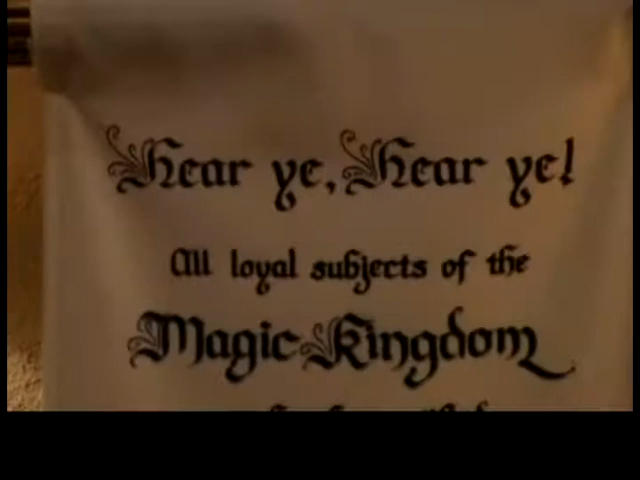 Hear ye, Hear ye!
All loyal subjects of the
Magic Kingdom